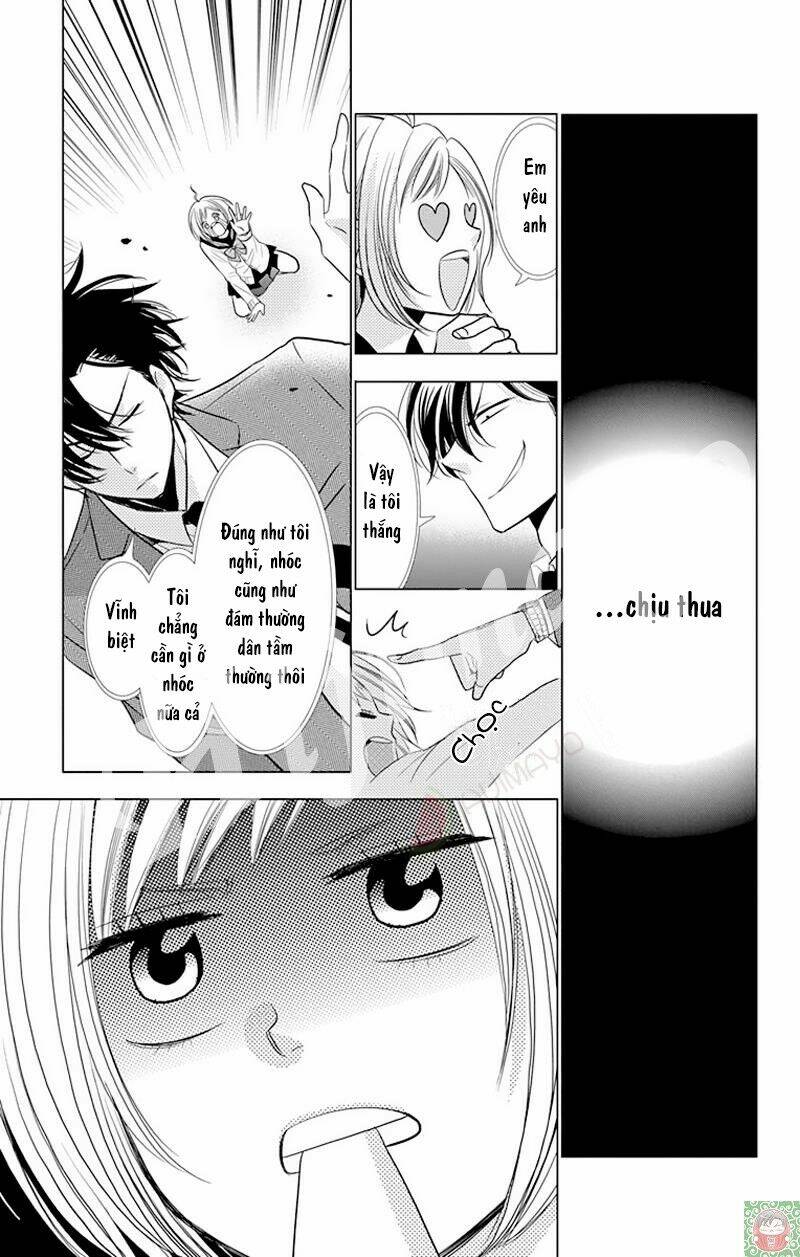 ...chịu thua
Em
yêu
anh
Vậy
là tôi
thắng
Chọc
Đúng như tôi
nghĩ, nhóc
cũng như
đám thường
dân tầm
thường thôi
Tôi
chẳng
cần gì ở
nhóc
nữa cả
Vĩnh
biệt